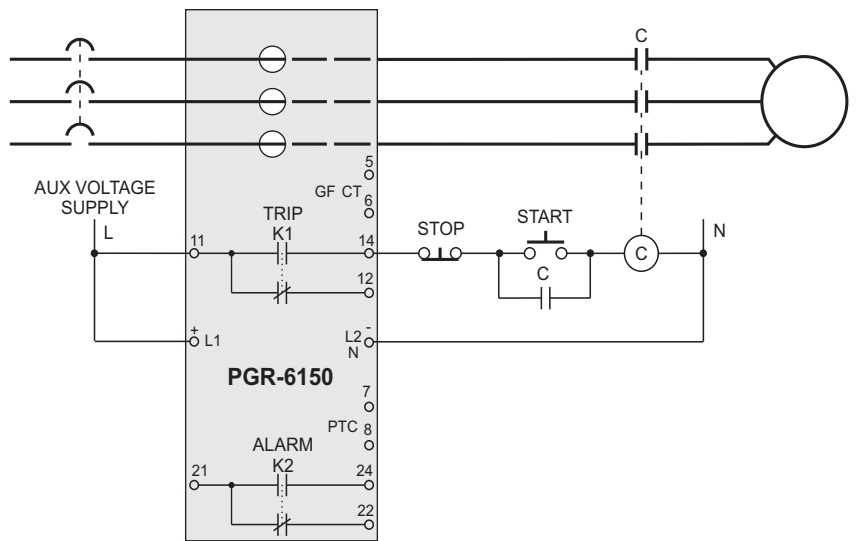 C
5
GF CT
6
AUX VOLTAGE
SUPPLY
L
TRIP
K1
STOP
START
N
11
14
C
C
12
+
L1
-
L2
N
PGR-6150
7
PTC
8
ALARM
K2
21
24
22